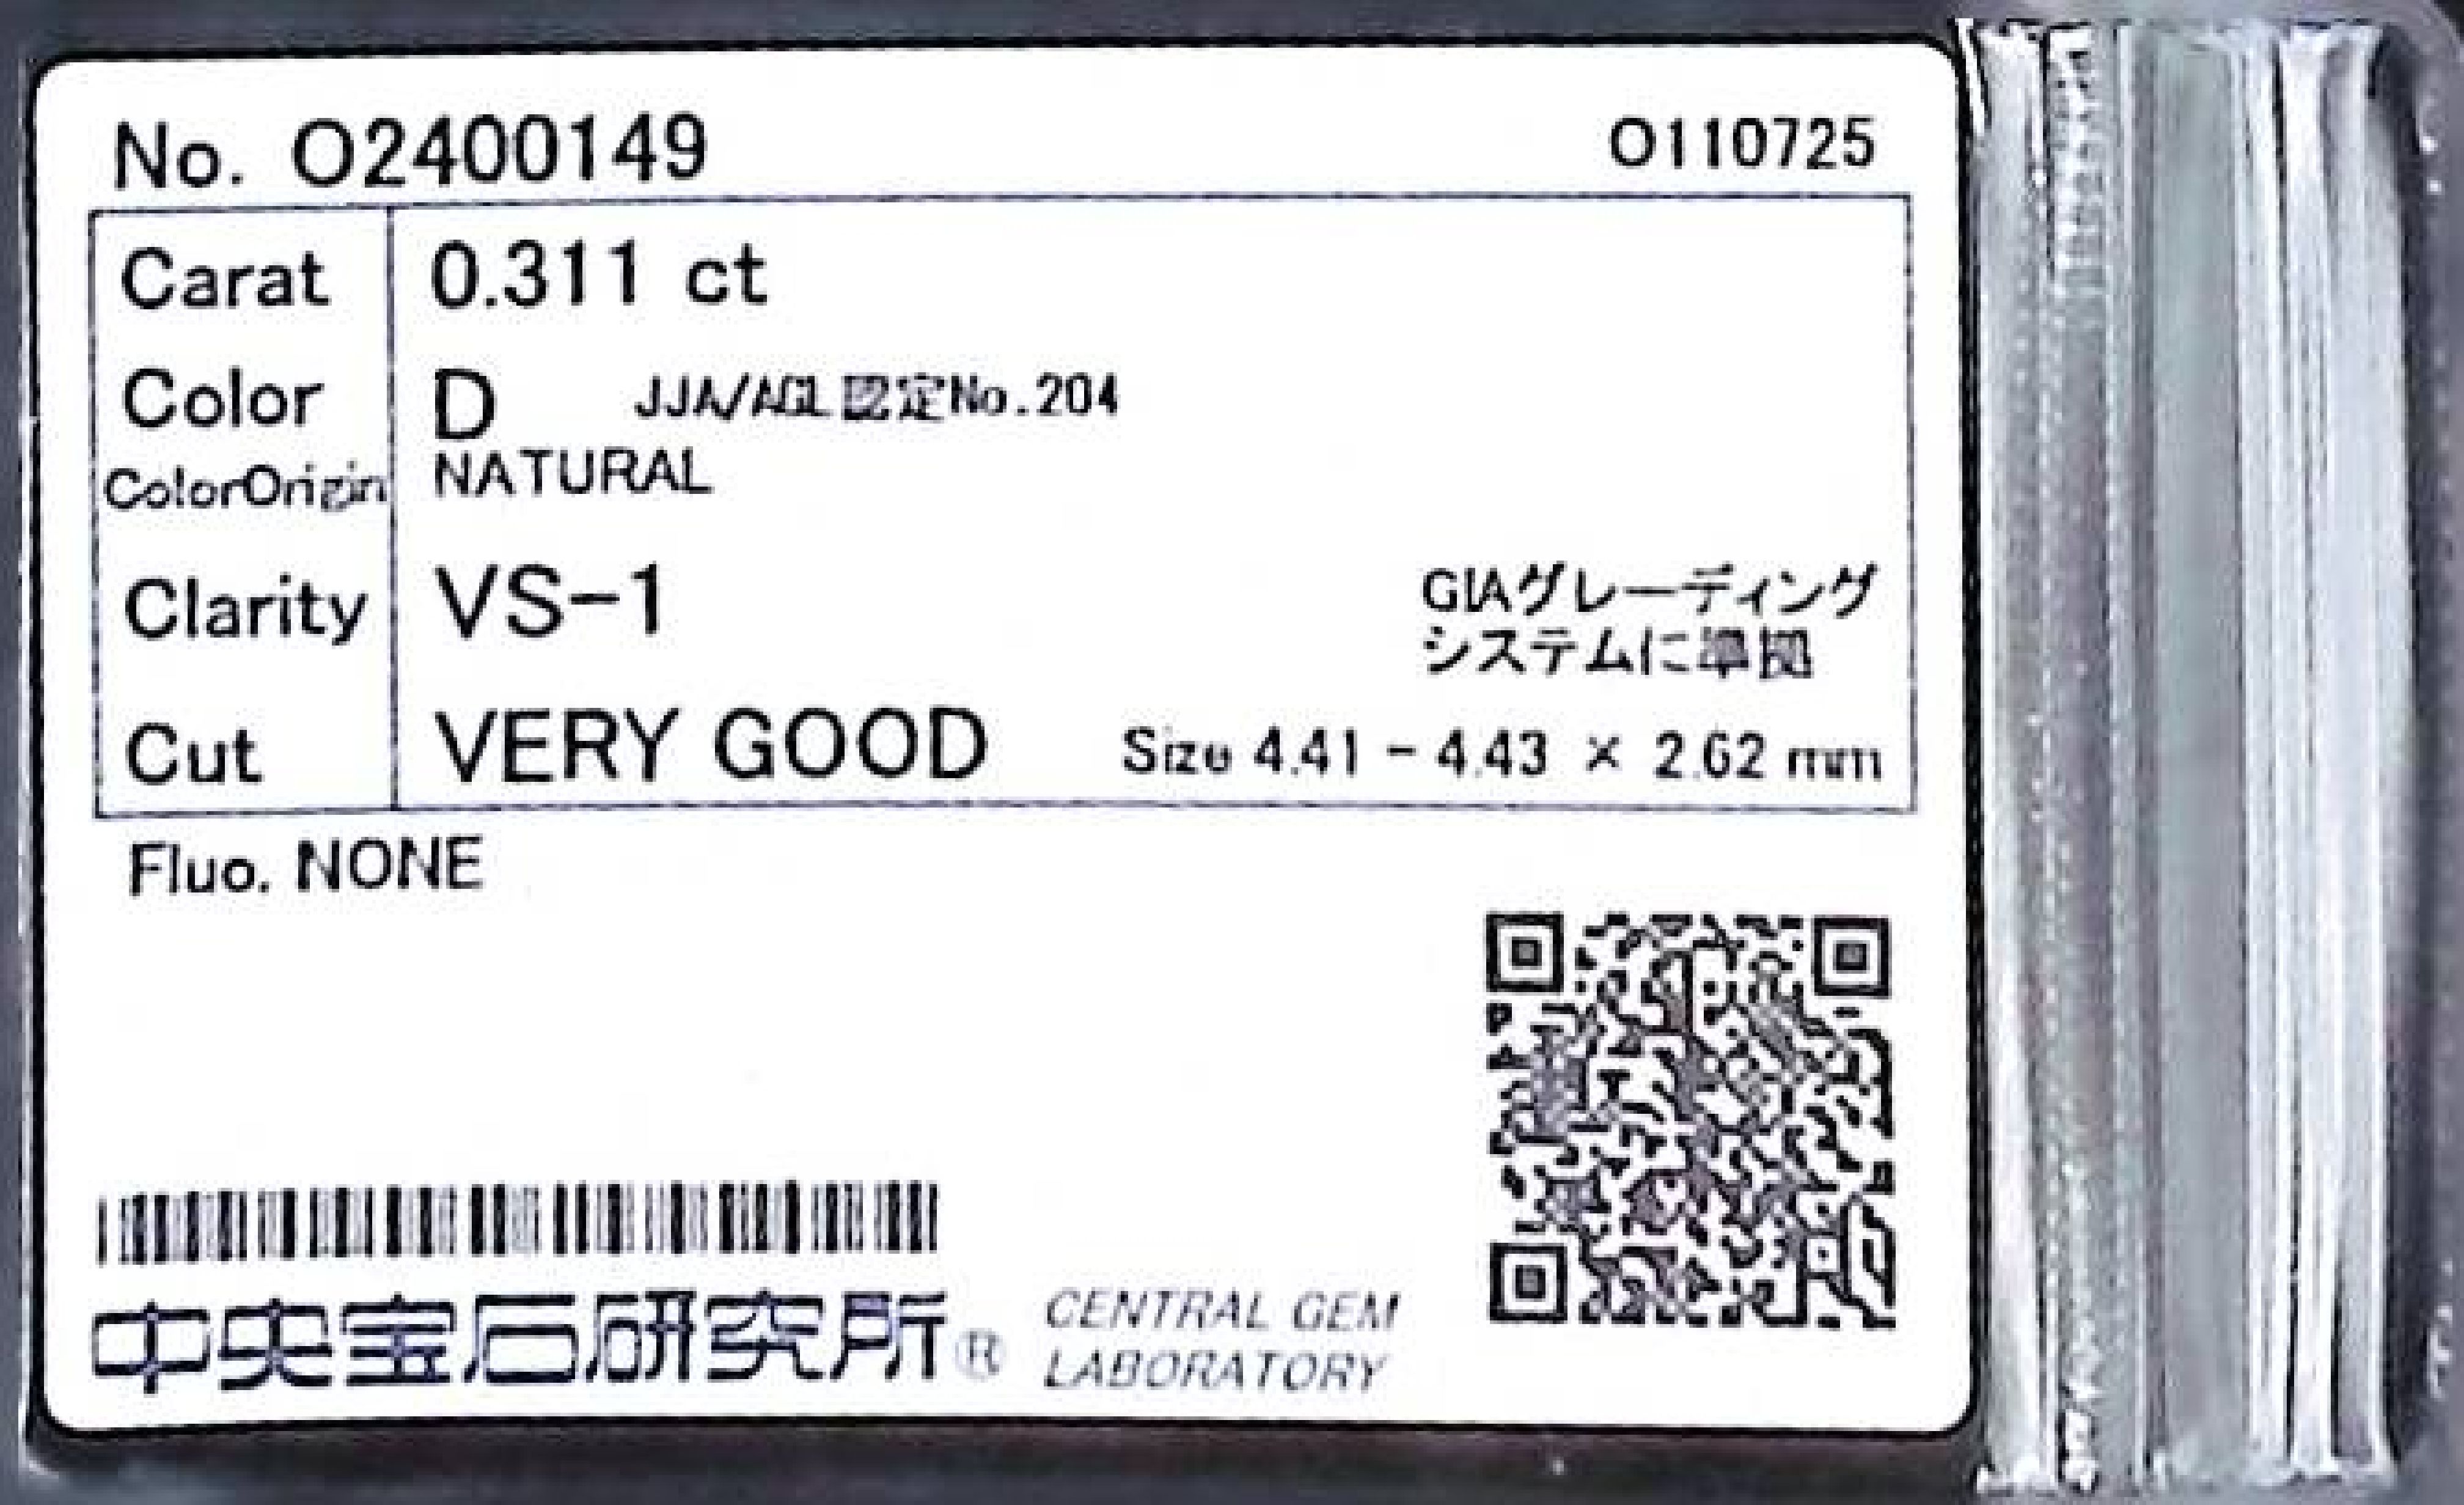 No. O2400149
O110725
Carat 0.311 ct
Color D JJA/AGL認定No.204
ColorOrigin NATURAL
Clarity VS-1
GIAグレーディング
システムに準拠
Cut VERY GOOD Size 4.41 - 4.43 × 2.62 mm
Fluo. NONE
中央宝石研究所® CENTRAL GEM
LABORATORY